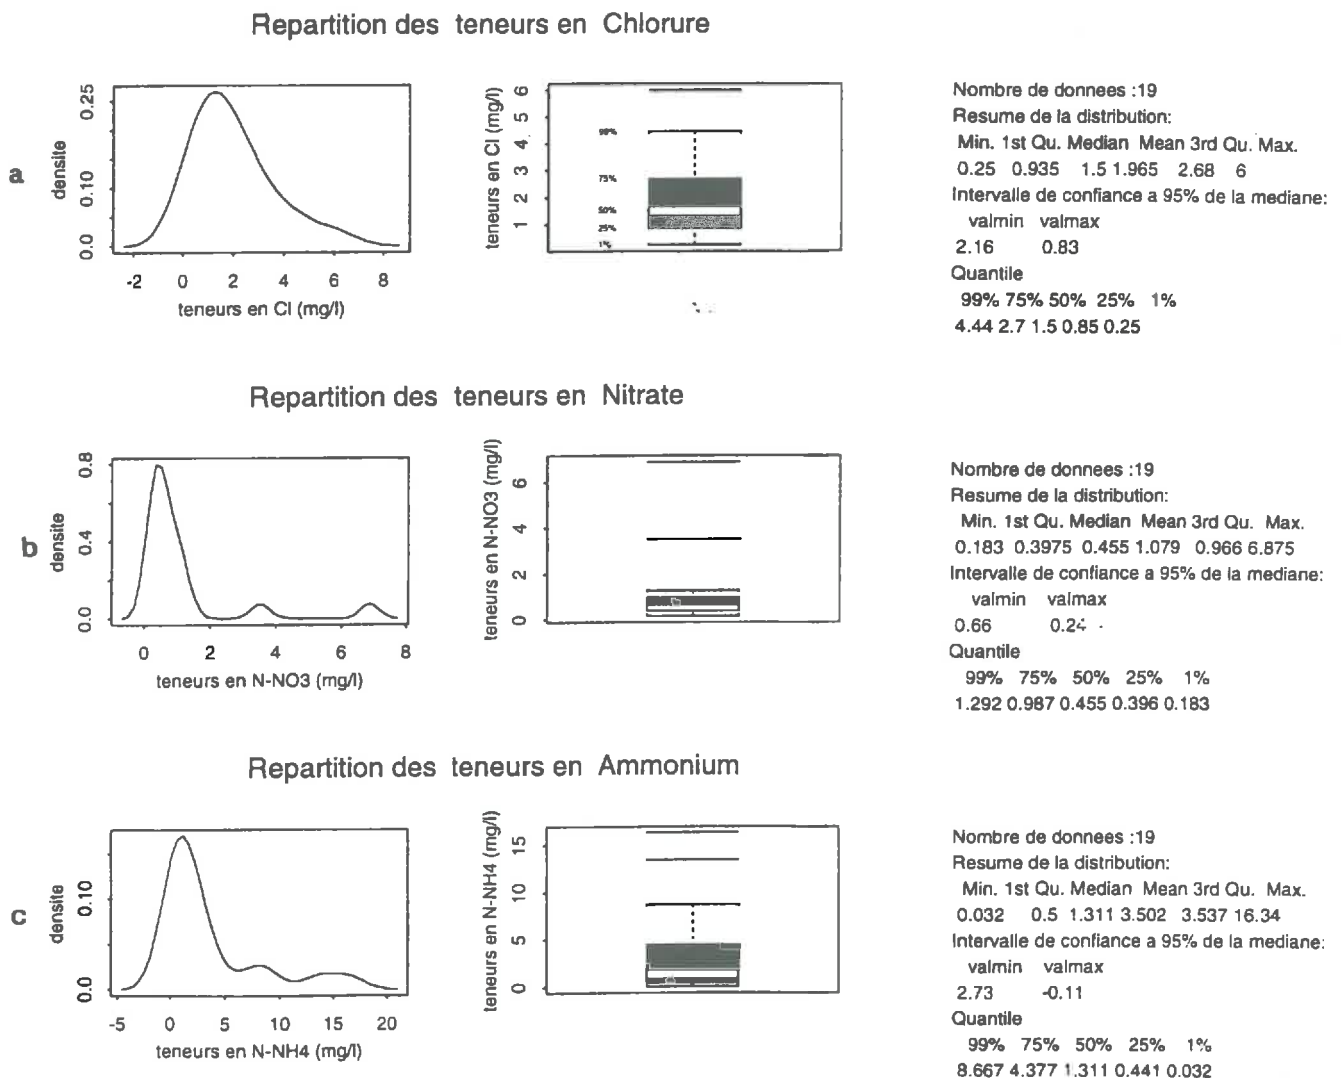 Repartition des teneurs en Chlorure
a
densite
0.0 0.10 0.25
-2 0 2 4 6 8
teneurs en Cl (mg/l)
teneurs en Cl (mg/l)
1 2 3 4 5 6
99%
75%
50%
25%
1%
Nombre de donnees :19
Resume de la distribution:
Min. 1st Qu. Median Mean 3rd Qu. Max.
0.25 0.935 1.5 1.965 2.68 6
Intervalle de confiance a 95% de la mediane:
valmin valmax
2.16 0.83
Quantile
99% 75% 50% 25% 1%
4.44 2.7 1.5 0.85 0.25
Repartition des teneurs en Nitrate
b
densite
0.0 0.4 0.8
0 2 4 6 8
teneurs en N-NO3 (mg/l)
teneurs en N-NO3 (mg/l)
0 2 4 6
Nombre de donnees :19
Resume de la distribution:
Min. 1st Qu. Median Mean 3rd Qu. Max.
0.183 0.3975 0.455 1.079 0.966 6.875
Intervalle de confiance a 95% de la mediane:
valmin valmax
0.66 0.24
Quantile
99% 75% 50% 25% 1%
1.292 0.987 0.455 0.396 0.183
Repartition des teneurs en Ammonium
c
densite
0.0 0.10
-5 0 5 10 15 20
teneurs en N-NH4 (mg/l)
teneurs en N-NH4 (mg/l)
0 5 10 15
Nombre de donnees :19
Resume de la distribution:
Min. 1st Qu. Median Mean 3rd Qu. Max.
0.032 0.5 1.311 3.502 3.537 16.34
Intervalle de confiance a 95% de la mediane:
valmin valmax
2.73 -0.11
Quantile
99% 75% 50% 25% 1%
8.667 4.377 1.311 0.441 0.032